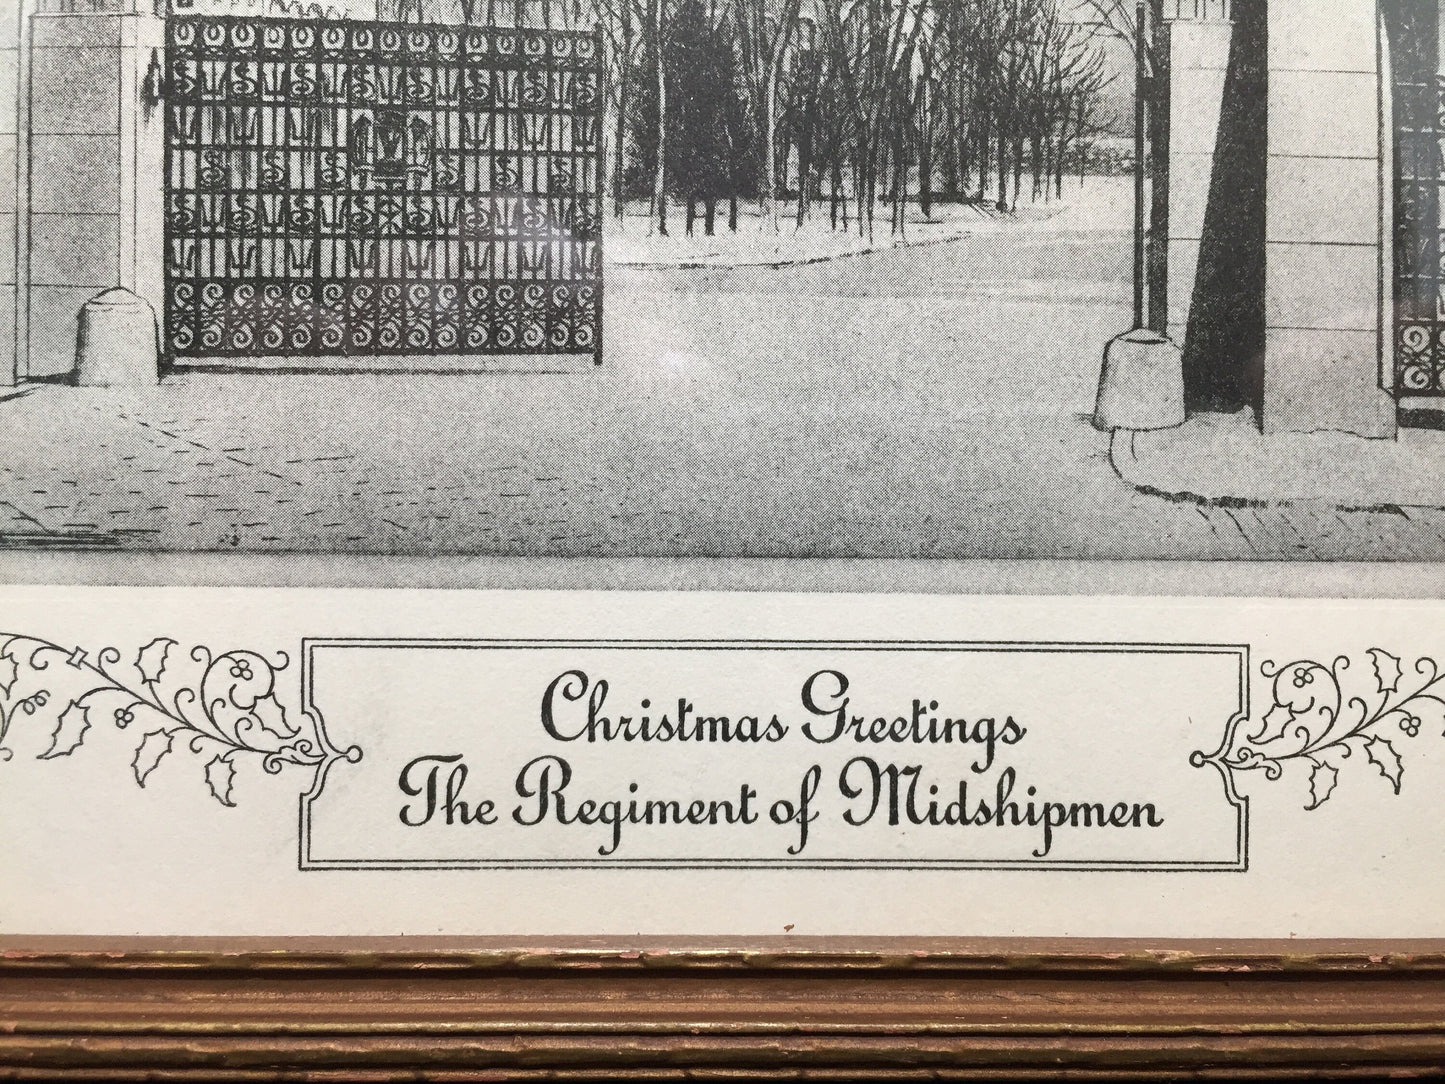 Christmas Greetings
The Regiment of Midshipmen